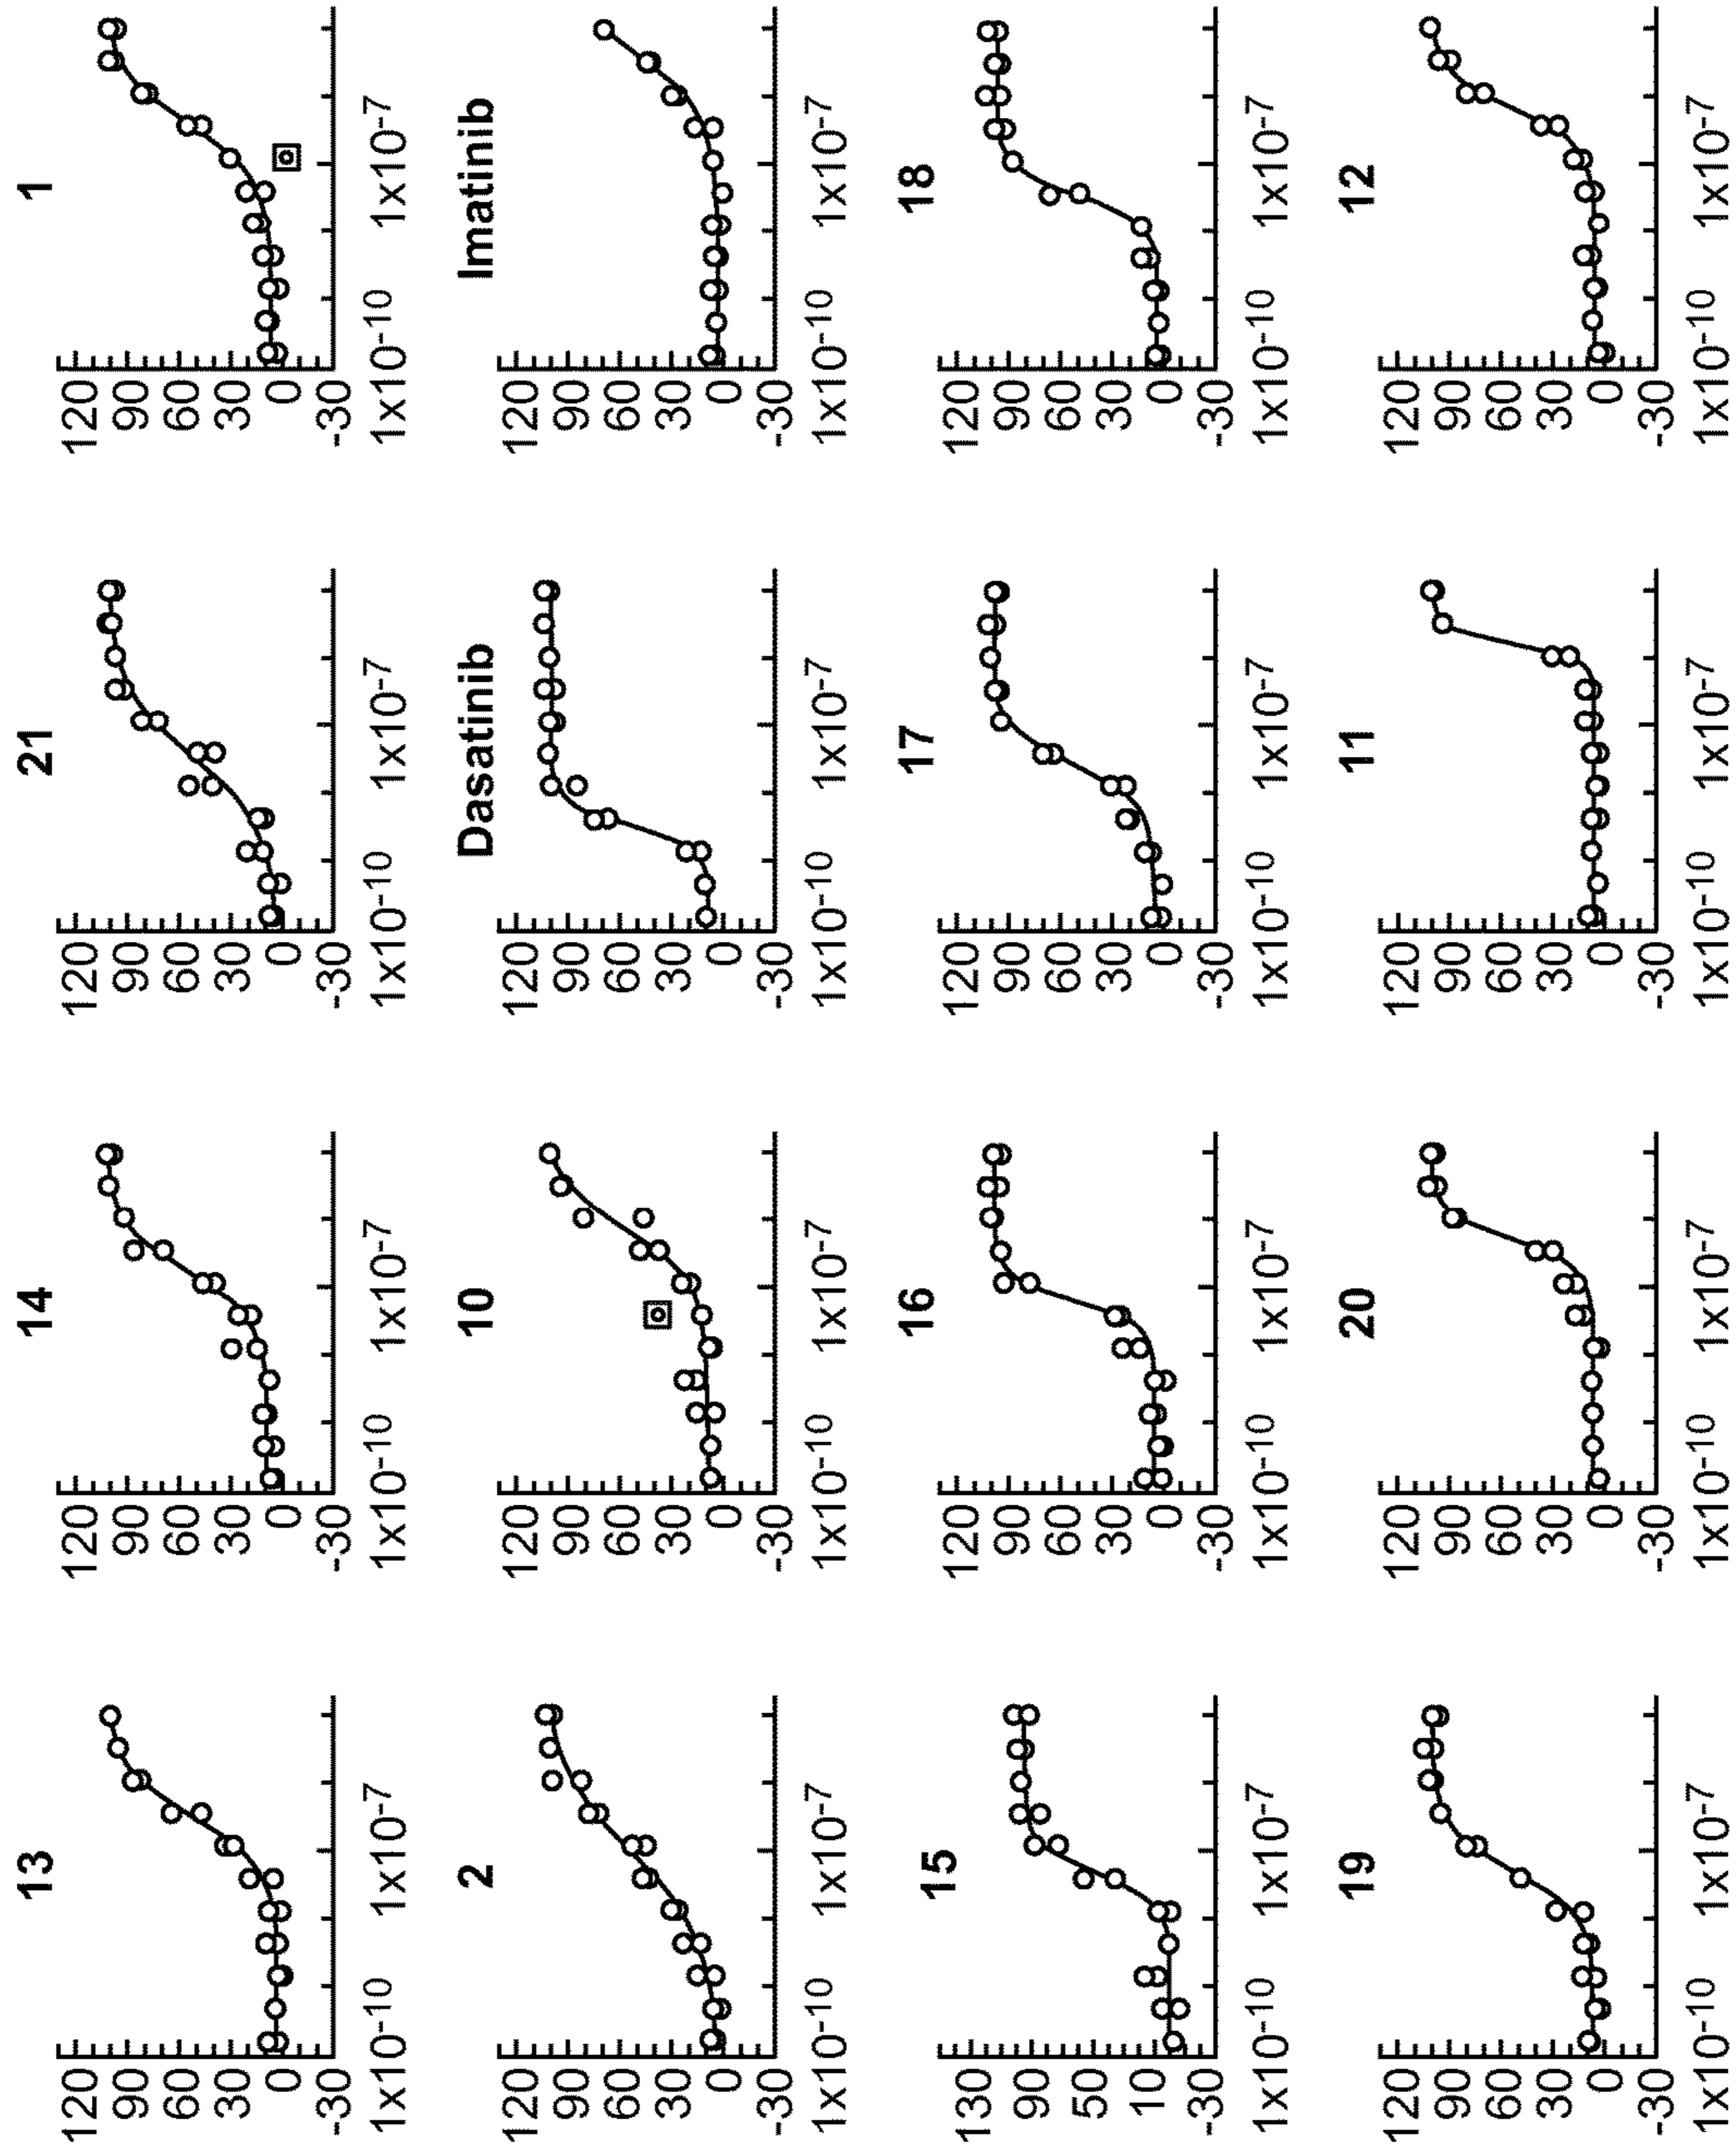 13 14 21 1
120 120 120 120
90 90 90 90
60 60 60 60
30 30 30 30
0 0 0 0
-30 -30 -30 -30
1x10⁻¹⁰ 1x10⁻⁷ 1x10⁻¹⁰ 1x10⁻⁷ 1x10⁻¹⁰ 1x10⁻⁷ 1x10⁻¹⁰ 1x10⁻⁷
2 10 Dasatinib Imatinib
120 120 120 120
90 90 90 90
60 60 60 60
30 30 30 30
0 0 0 0
-30 -30 -30 -30
1x10⁻¹⁰ 1x10⁻⁷ 1x10⁻¹⁰ 1x10⁻⁷ 1x10⁻¹⁰ 1x10⁻⁷ 1x10⁻¹⁰ 1x10⁻⁷
15 16 17 18
130 120 120 120
90 90 90 90
50 60 60 60
10 30 30 30
0 0 0
-30 -30 -30 -30
1x10⁻¹⁰ 1x10⁻⁷ 1x10⁻¹⁰ 1x10⁻⁷ 1x10⁻¹⁰ 1x10⁻⁷ 1x10⁻¹⁰ 1x10⁻⁷
19 20 11 12
120 120 120 120
90 90 90 90
60 60 60 60
30 30 30 30
0 0 0 0
-30 -30 -30 -30
1x10⁻¹⁰ 1x10⁻⁷ 1x10⁻¹⁰ 1x10⁻⁷ 1x10⁻¹⁰ 1x10⁻⁷ 1x10⁻¹⁰ 1x10⁻⁷